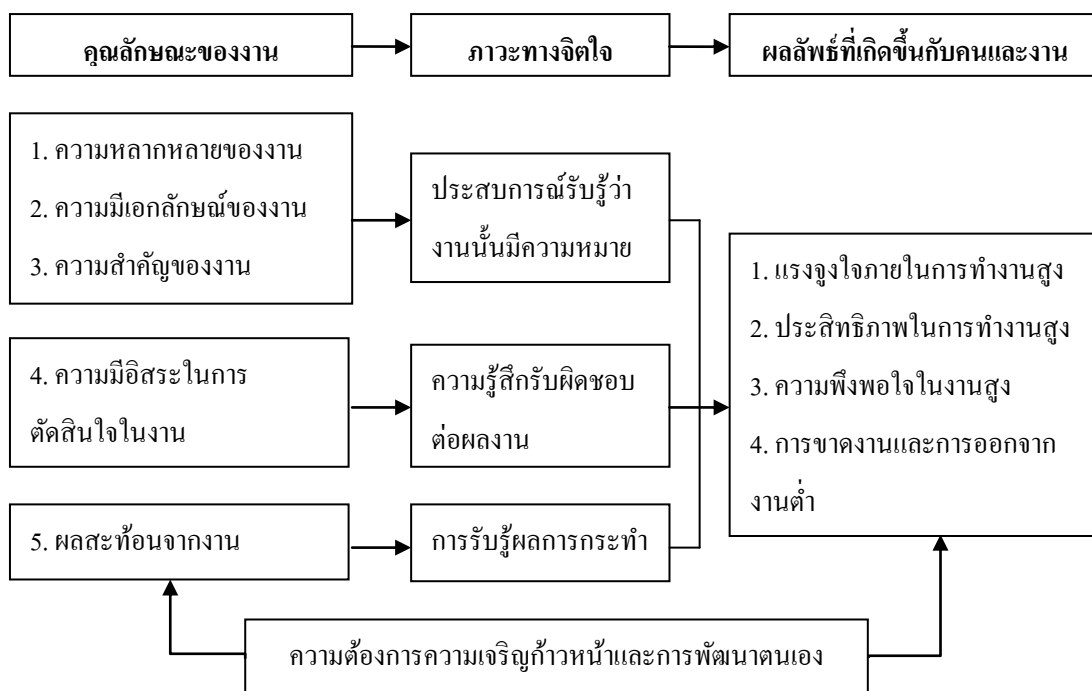 คุณลักษณะของงาน
ภาวะทางจิตใจ
ผลลัพธ์ที่เกิดขึ้นกับคนและงาน
1. ความหลากหลายของงาน
2. ความมีเอกลักษณ์ของงาน
3. ความสำคัญของงาน
ประสบการณ์รับรู้ว่า
งานนั้นมีความหมาย
4. ความมีอิสระในการ
ตัดสินใจในงาน
ความรู้สึกรับผิดชอบ
ต่อผลงาน
5. ผลสะท้อนจากงาน
การรับรู้ผลการกระทำ
1. แรงจูงใจภายในการทำงานสูง
2. ประสิทธิภาพในการทำงานสูง
3. ความพึงพอใจในงานสูง
4. การขาดงานและการออกจาก
งานต่ำ
ความต้องการความเจริญก้าวหน้าและการพัฒนาตนเอง